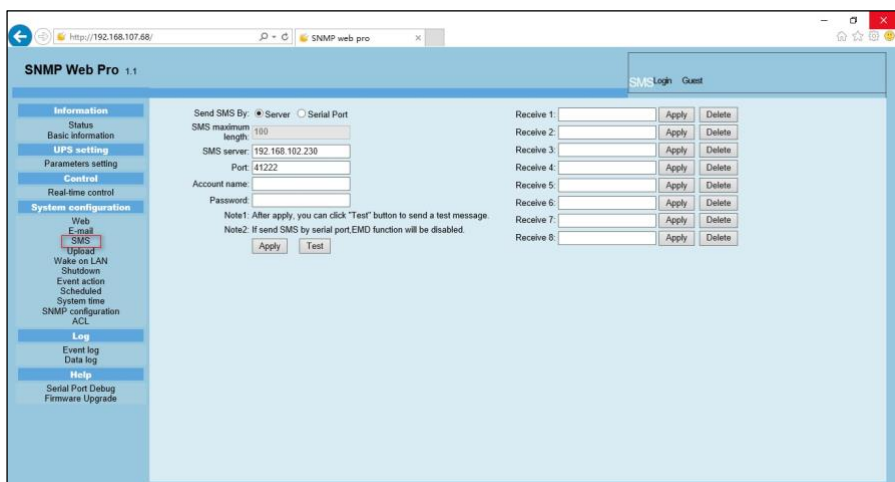 http://192.168.107.68/
SNMP web pro
SNMP Web Pro 1.1
SMS Login Guest
Information
Status
Basic information
UPS setting
Parameters setting
Control
Real-time control
System configuration
Web
E-mail
SMS
Upload
Wake on LAN
Shutdown
Event action
Scheduled
System time
SNMP configuration
ACL
Log
Event log
Data log
Help
Serial Port Debug
Firmware Upgrade
Send SMS By: Server Serial Port
SMS maximum
length: 100
SMS server: 192.168.102.230
Port: 41222
Account name:
Password:
Note1: After apply, you can click "Test" button to send a test message.
Note2: If send SMS by serial port,EMD function will be disabled.
Apply Test
Receive 1: Apply Delete
Receive 2: Apply Delete
Receive 3: Apply Delete
Receive 4: Apply Delete
Receive 5: Apply Delete
Receive 6: Apply Delete
Receive 7: Apply Delete
Receive 8: Apply Delete